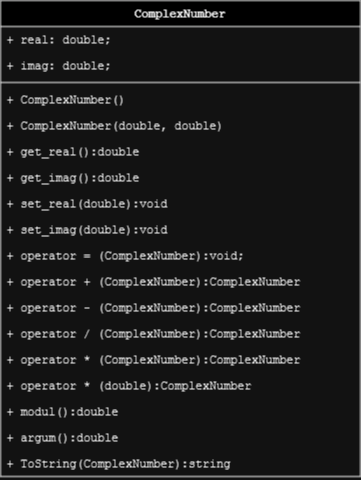 ComplexNumber
+ real: double;
+ imag: double;
+ ComplexNumber()
+ ComplexNumber(double, double)
+ get_real():double
+ get_imag():double
+ set_real(double):void
+ set_imag(double):void
+ operator = (ComplexNumber):void;
+ operator + (ComplexNumber):ComplexNumber
+ operator - (ComplexNumber):ComplexNumber
+ operator / (ComplexNumber):ComplexNumber
+ operator * (ComplexNumber):ComplexNumber
+ operator * (double):ComplexNumber
+ modul():double
+ argum():double
+ ToString(ComplexNumber):string